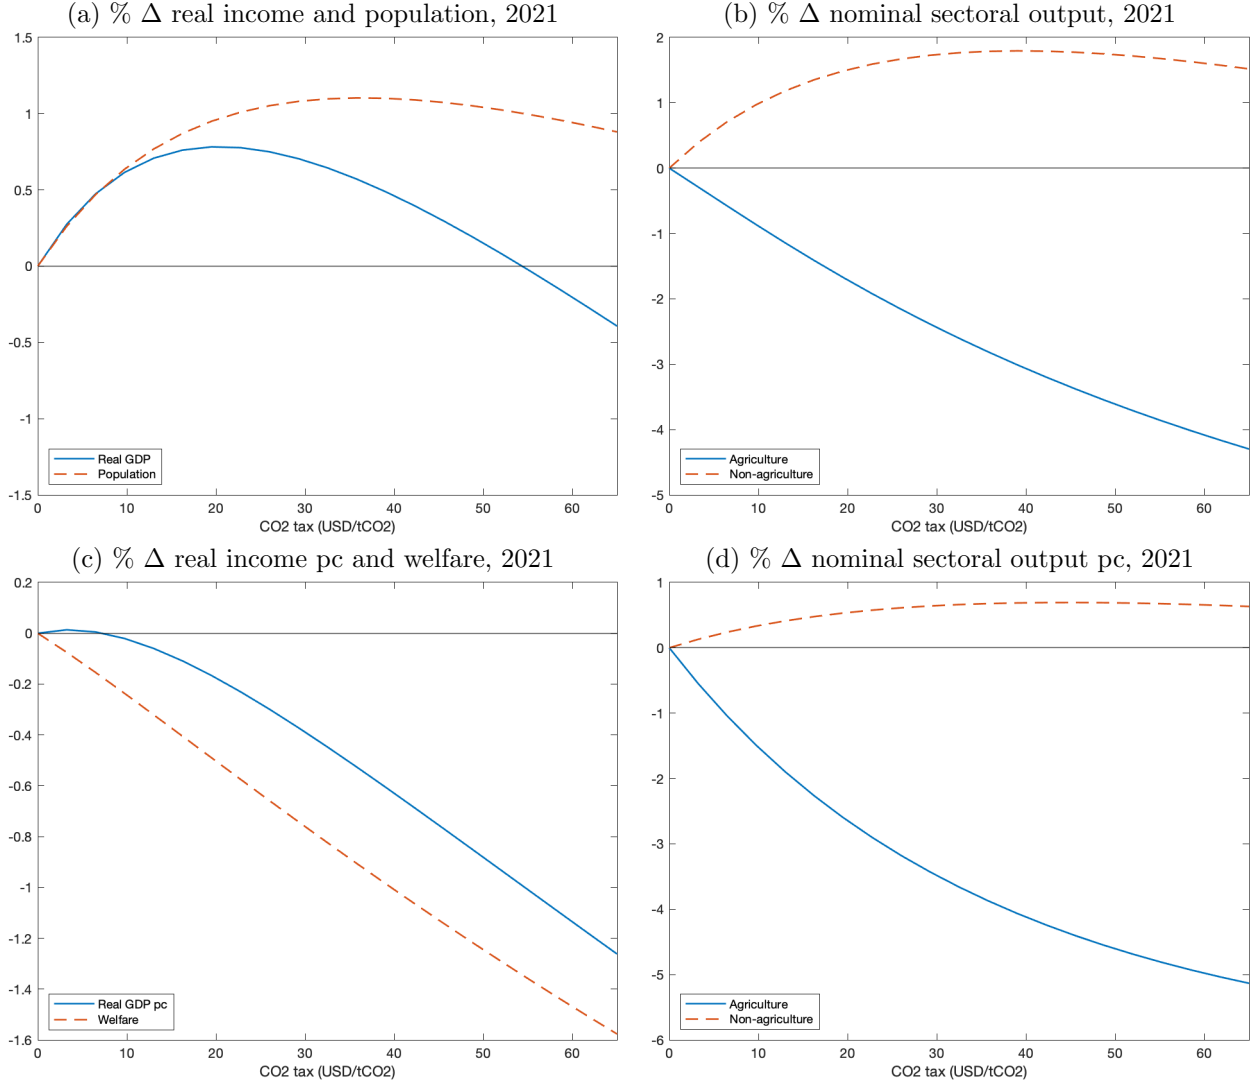 (a) % Δ real income and population, 2021
1.5
1
0.5
0
-0.5
-1
-1.5
Real GDP
Population
0 10 20 30 40 50 60
CO2 tax (USD/tCO2)
(b) % Δ nominal sectoral output, 2021
2
1
0
-1
-2
-3
-4
-5
Agriculture
Non-agriculture
0 10 20 30 40 50 60
CO2 tax (USD/tCO2)
(c) % Δ real income pc and welfare, 2021
0.2
0
-0.2
-0.4
-0.6
-0.8
-1
-1.2
-1.4
-1.6
Real GDP pc
Welfare
0 10 20 30 40 50 60
CO2 tax (USD/tCO2)
(d) % Δ nominal sectoral output pc, 2021
1
0
-1
-2
-3
-4
-5
-6
Agriculture
Non-agriculture
0 10 20 30 40 50 60
CO2 tax (USD/tCO2)